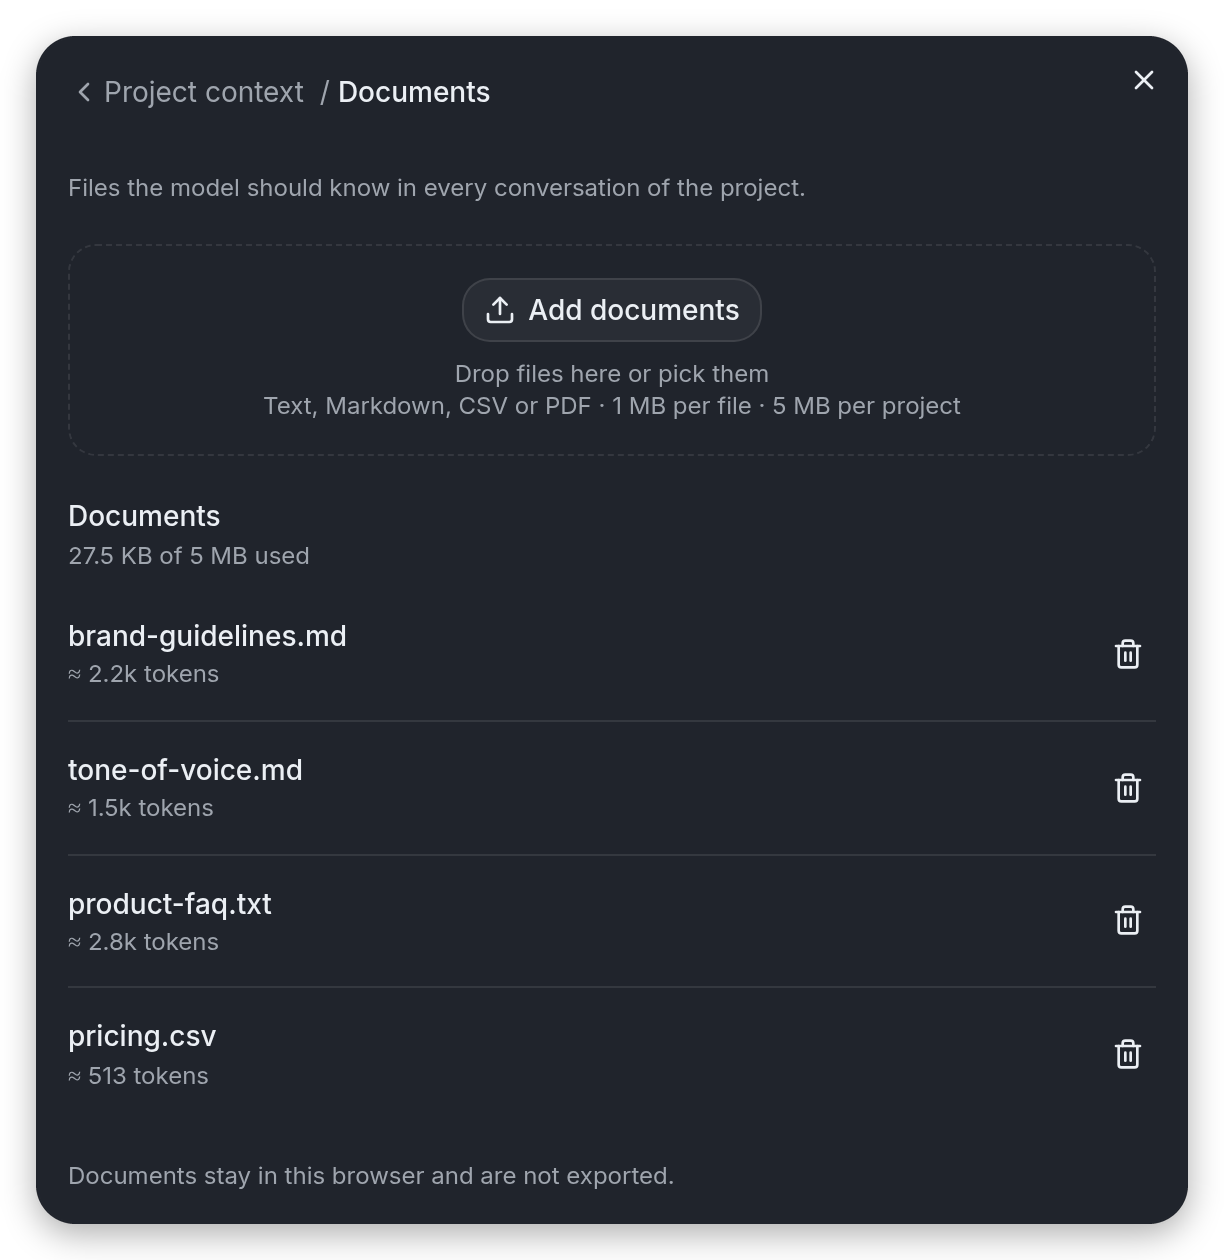 Project context / Documents
Files the model should know in every conversation of the project.
Add documents
Drop files here or pick them
Text, Markdown, CSV or PDF · 1 MB per file · 5 MB per project
Documents
27.5 KB of 5 MB used
brand-guidelines.md
≈ 2.2k tokens
tone-of-voice.md
≈ 1.5k tokens
product-faq.txt
≈ 2.8k tokens
pricing.csv
≈ 513 tokens
Documents stay in this browser and are not exported.